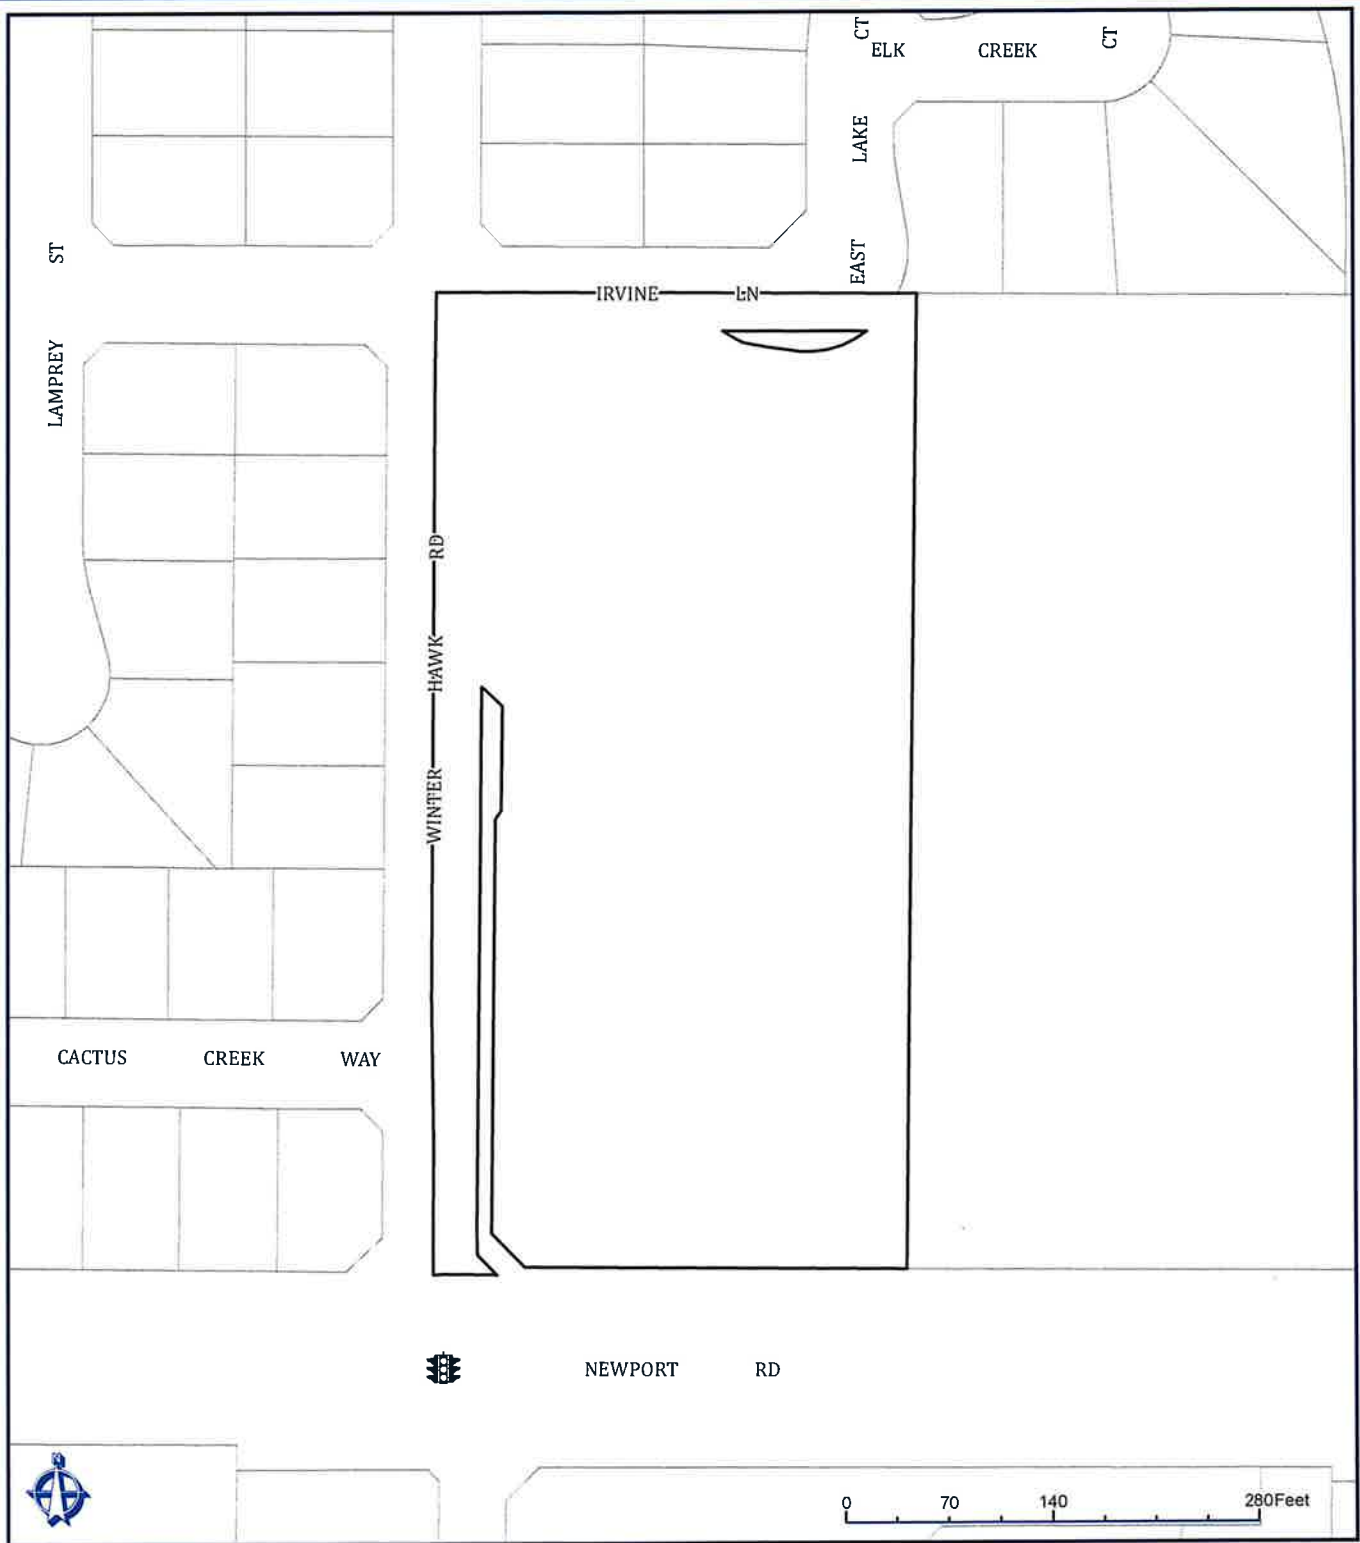 ELK CREEK CT
EAST LAKE CT
LAMPREY ST
IRVINE LN
WINTER HAWK RD
CACTUS CREEK WAY
NEWPORT RD
N
0 70 140 280Feet